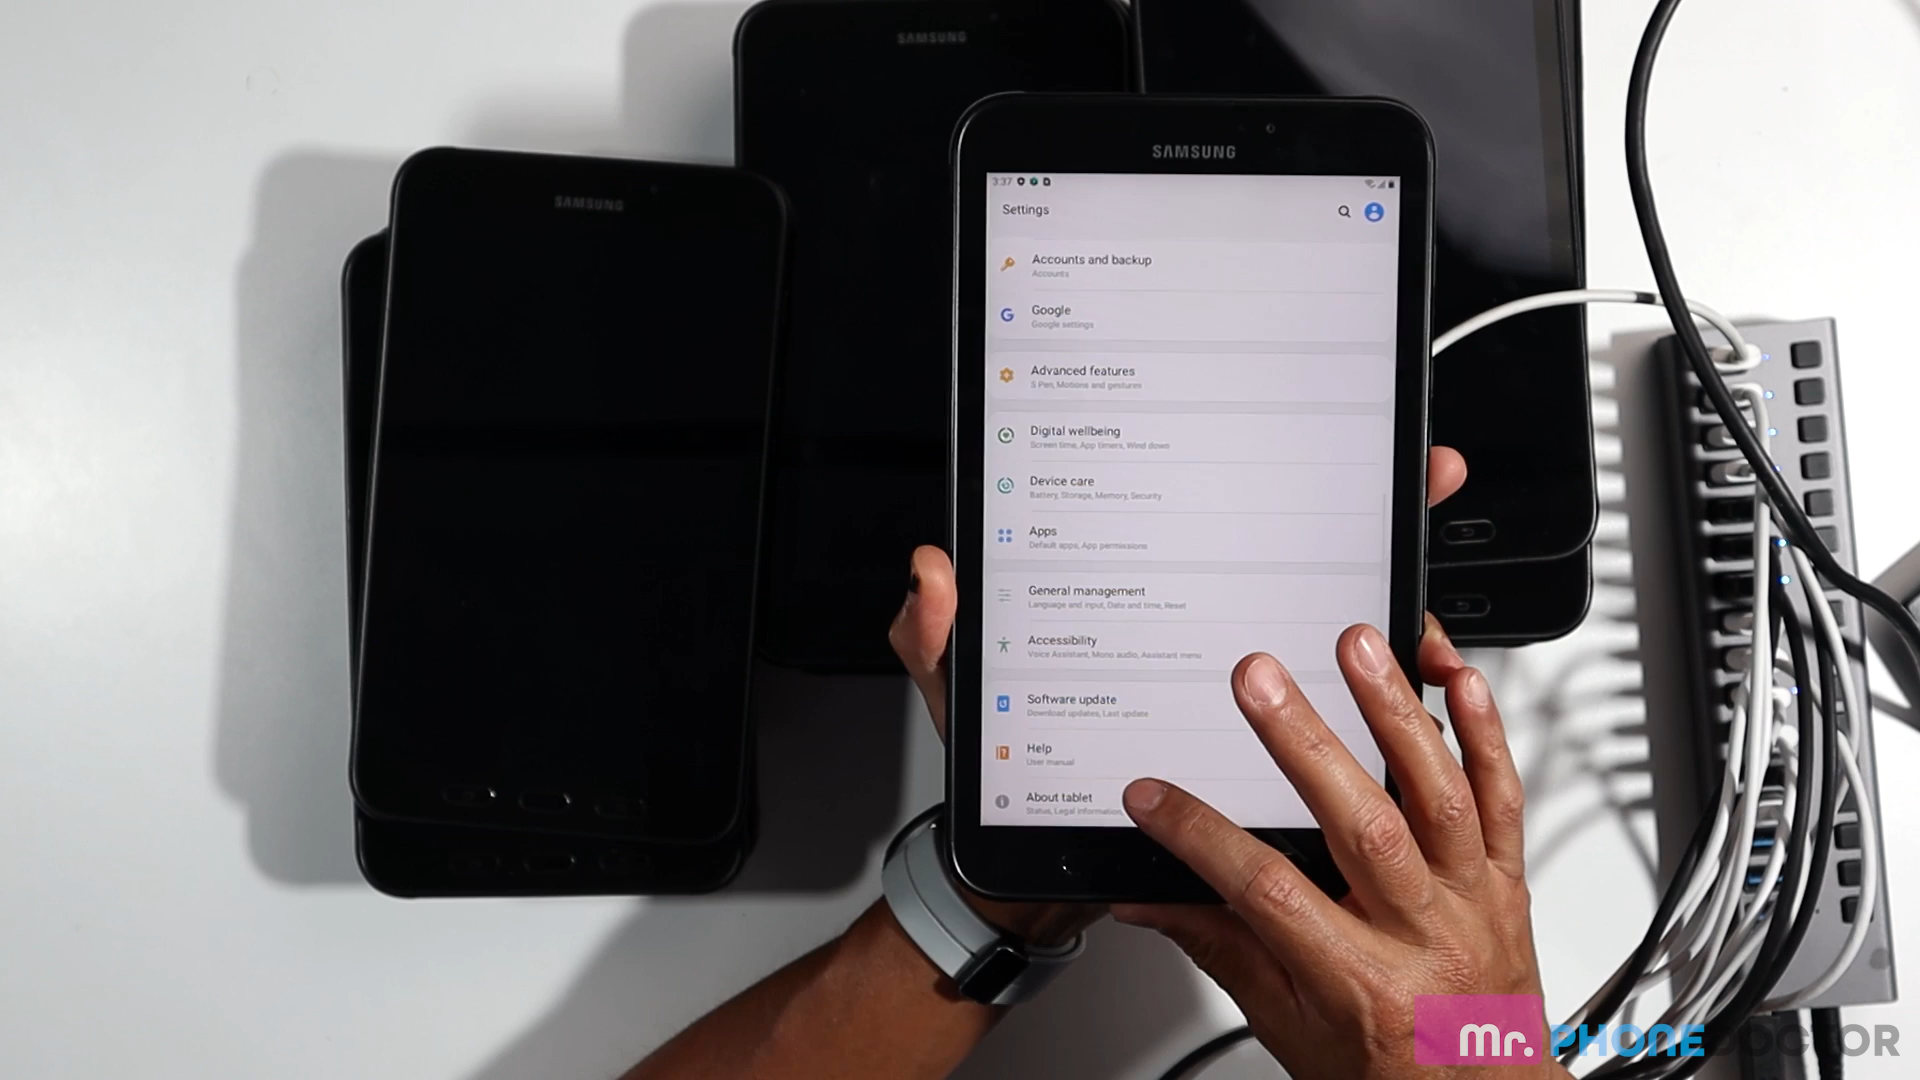 SAMSUNG
SAMSUNG
SAMSUNG
3:37
Settings
Accounts and backup
Accounts
Google
Google settings
Advanced features
S Pen, Motions and gestures
Digital wellbeing
Screen time, App timers, Wind down
Device care
Battery, Storage, Memory, Security
Apps
Default apps, App permissions
General management
Language and input, Date and time, Reset
Accessibility
Voice Assistant, Mono audio, Assistant menu
Software update
Download updates, Last update
Help
User manual
About tablet
Status, Legal information,
Mr. PHONEDOCTOR